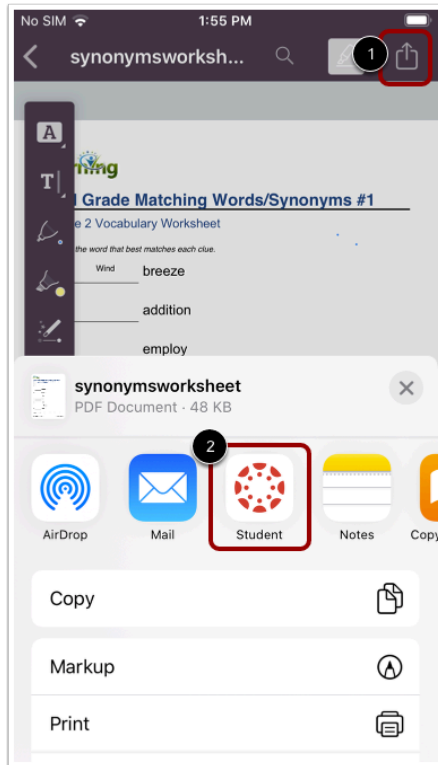 No SIM 1:55 PM
synonymsworksh... 1
A
T
Grade Matching Words/Synonyms #1
2 Vocabulary Worksheet
the word that best matches each clue.
Wind breeze
addition
employ
synonymsworksheet
PDF Document · 48 KB
2
AirDrop Mail Student Notes Copy
Copy
Markup
Print